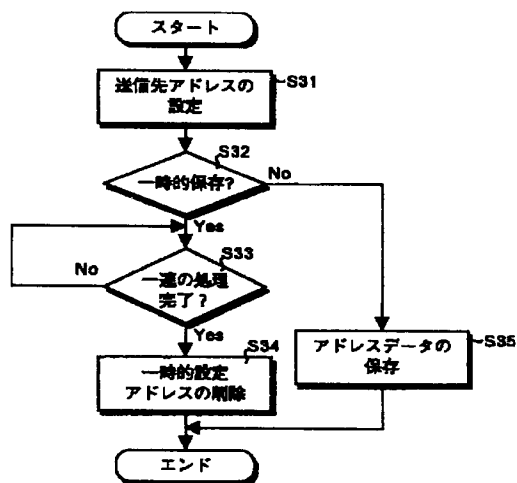 スタート
送信先アドレスの
設定
S31
S32
一時的保存?
No
Yes
S33
一連の処理
完了?
No
Yes
S34
一時的設定
アドレスの削除
アドレスデータの
保存
S35
エンド